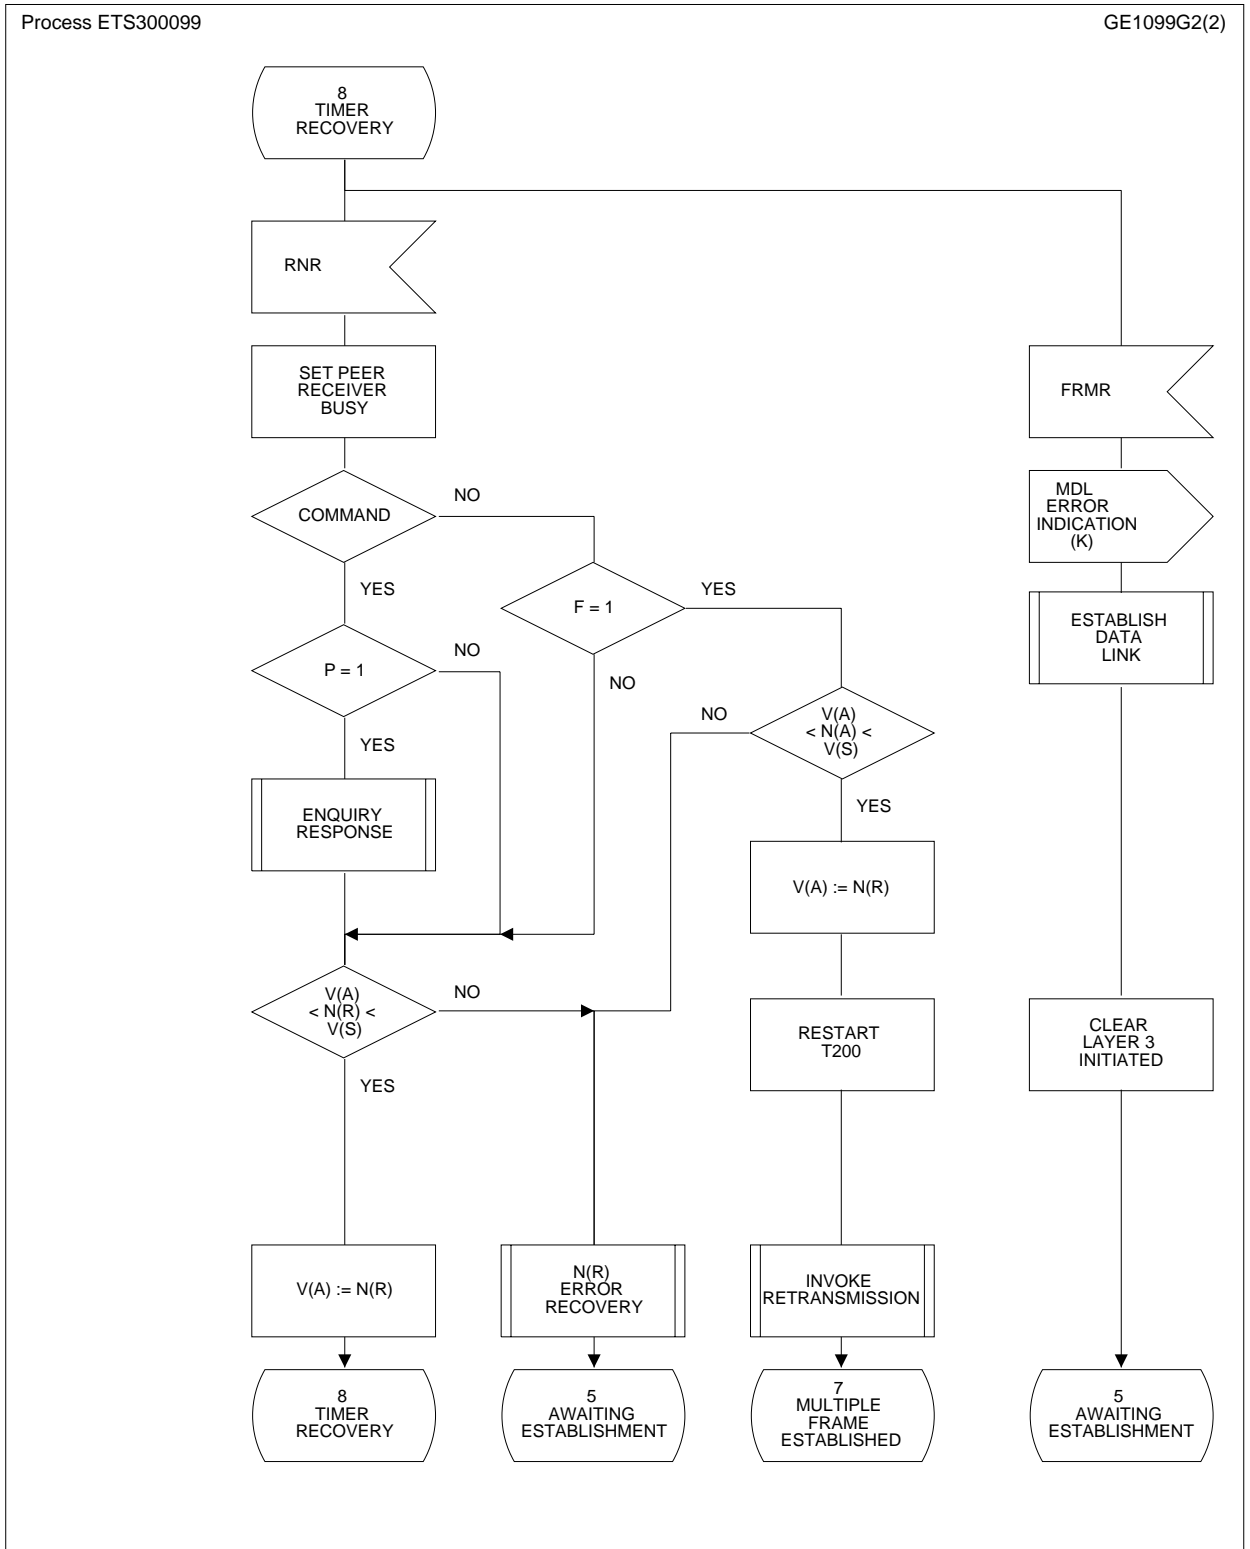 Process ETS300099
GE1099G2(2)
8
TIMER
RECOVERY
RNR
SET PEER
RECEIVER
BUSY
FRMR
COMMAND
NO
MDL
ERROR
INDICATION
(K)
YES
F = 1
YES
P = 1
NO
NO
ESTABLISH
DATA
LINK
NO
V(A)
< N(A) <
V(S)
YES
ENQUIRY
RESPONSE
YES
V(A) := N(R)
V(A)
< N(R) <
V(S)
NO
YES
RESTART
T200
CLEAR
LAYER 3
INITIATED
V(A) := N(R)
N(R)
ERROR
RECOVERY
INVOKE
RETRANSMISSION
8
TIMER
RECOVERY
5
AWAITING
ESTABLISHMENT
7
MULTIPLE
FRAME
ESTABLISHED
5
AWAITING
ESTABLISHMENT